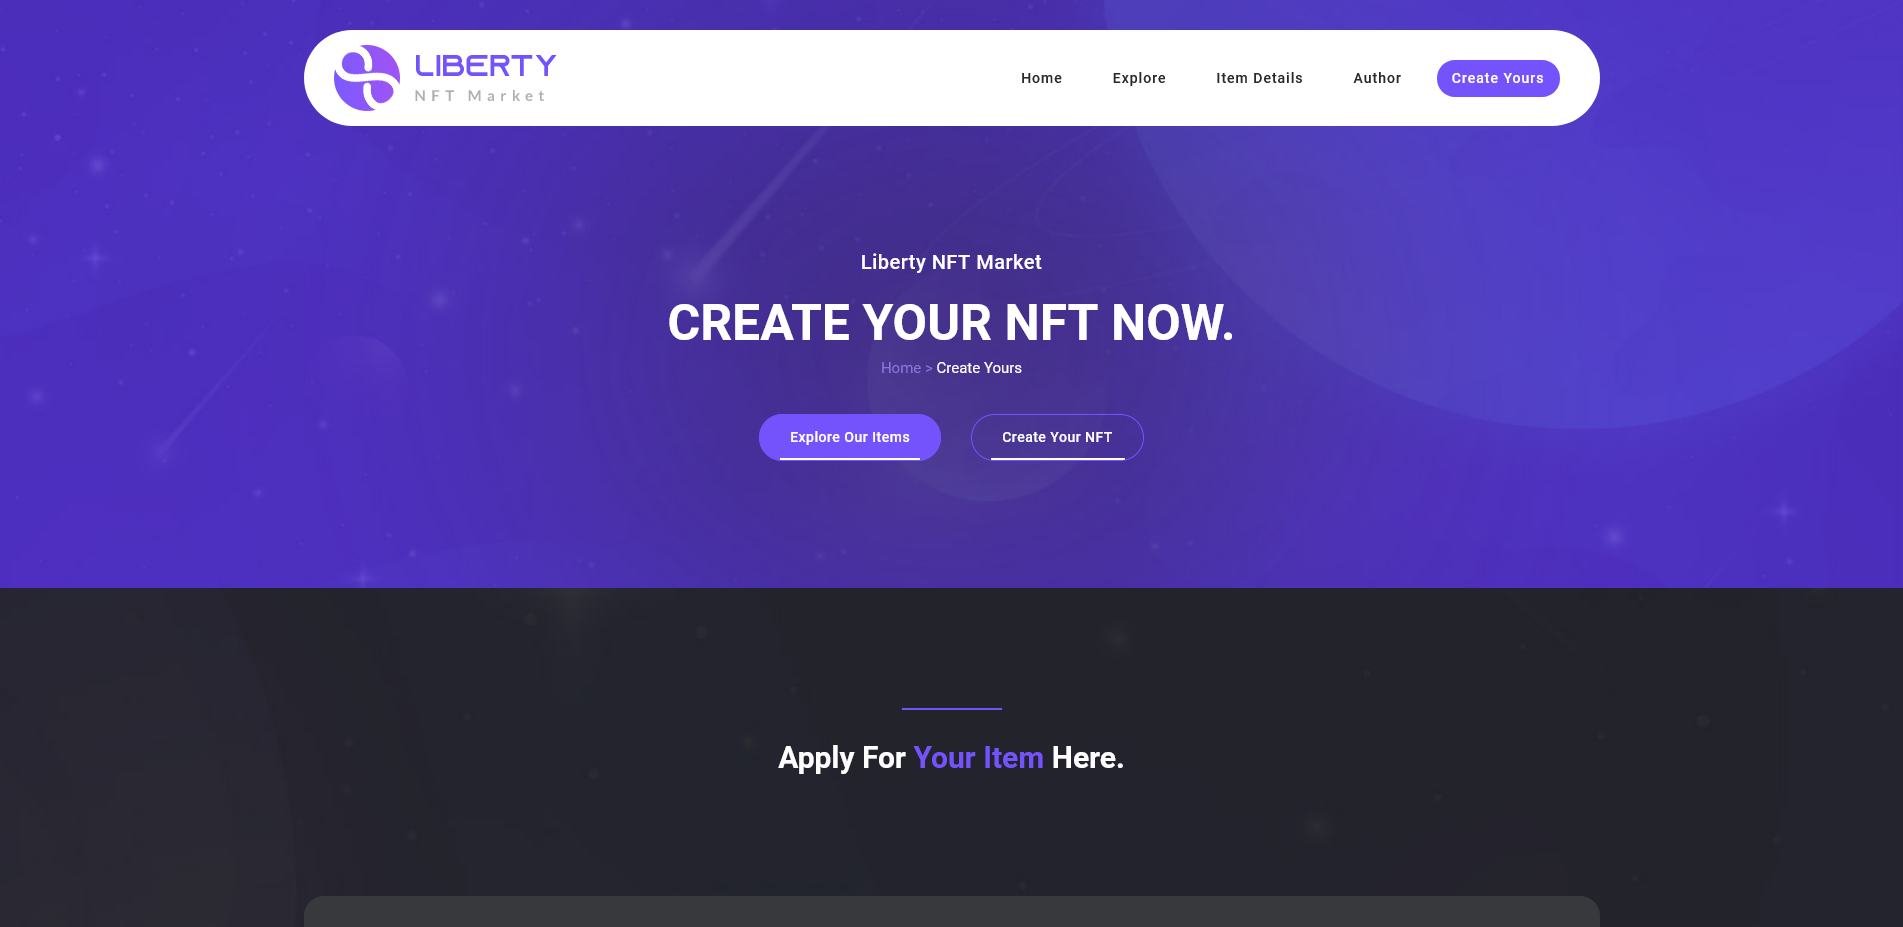 LIBERTY
NFT Market
Home Explore Item Details Author Create Yours
Liberty NFT Market
CREATE YOUR NFT NOW.
Home > Create Yours
Explore Our Items Create Your NFT
Apply For Your Item Here.